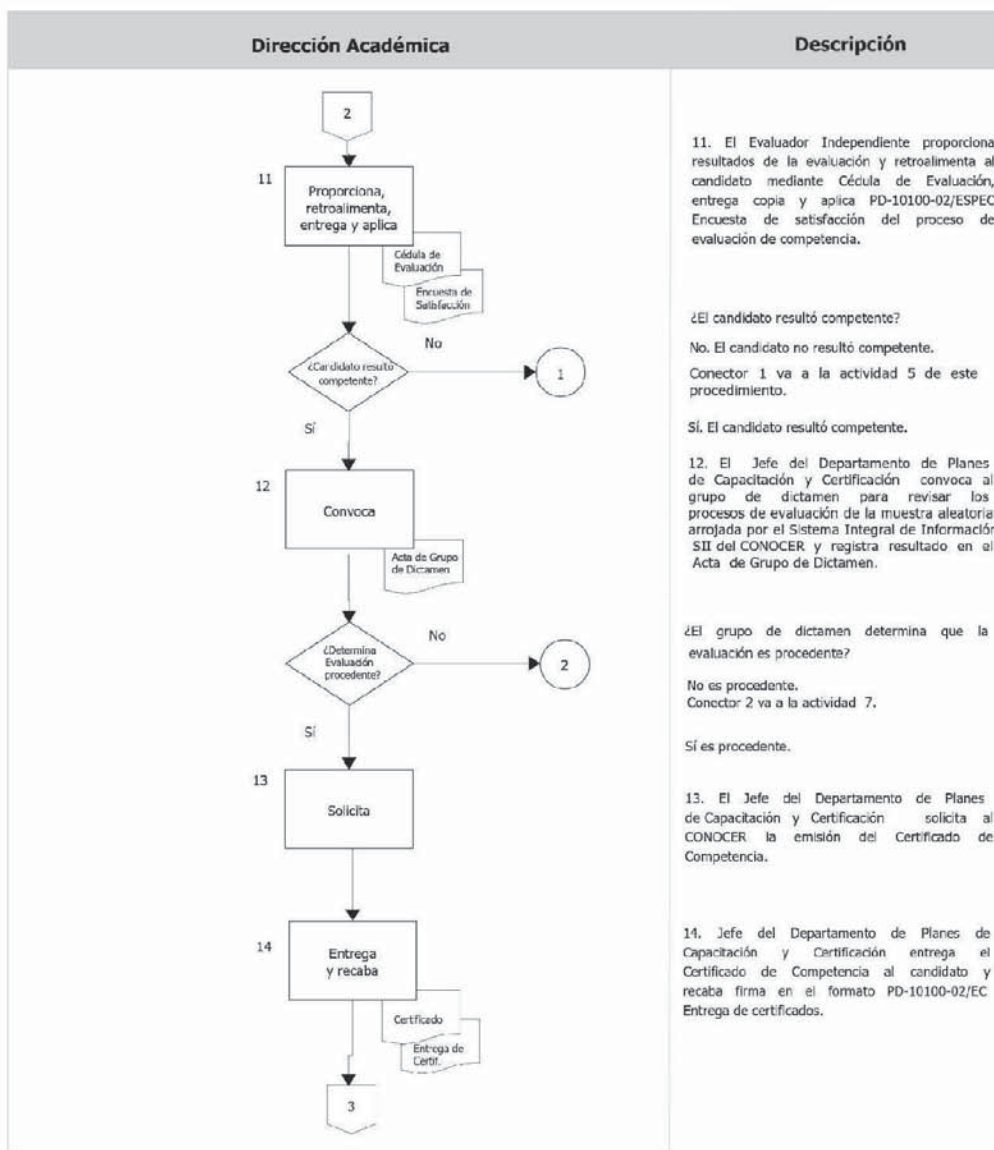 Dirección Académica
Descripción
2
11
Proporciona,
retroalimenta,
entrega y aplica
Cédula de
Evaluación
Encuesta de
Satisfacción
¿Candidato resultó
competente?
No
1
Sí
12
Convoca
Acta de Grupo
de Dictamen
¿Determina
Evaluación
procedente?
No
2
Sí
13
Solicita
14
Entrega
y recaba
Certificado
Entrega de
Certif.
3
11. El Evaluador Independiente proporciona
resultados de la evaluación y retroalimenta al
candidato mediante Cédula de Evaluación,
entrega copia y aplica PD-10100-02/ESPEC
Encuesta de satisfacción del proceso de
evaluación de competencia.
¿El candidato resultó competente?
No. El candidato no resultó competente.
Conector 1 va a la actividad 5 de este
procedimiento.
Sí. El candidato resultó competente.
12. El Jefe del Departamento de Planes
de Capacitación y Certificación convoca al
grupo de dictamen para revisar los
procesos de evaluación de la muestra aleatoria
arrojada por el Sistema Integral de Información
SII del CONOCER y registra resultado en el
Acta de Grupo de Dictamen.
¿El grupo de dictamen determina que la
evaluación es procedente?
No es procedente.
Conector 2 va a la actividad 7.
Sí es procedente.
13. El Jefe del Departamento de Planes
de Capacitación y Certificación solicita al
CONOCER la emisión del Certificado de
Competencia.
14. Jefe del Departamento de Planes de
Capacitación y Certificación entrega el
Certificado de Competencia al candidato y
recaba firma en el formato PD-10100-02/EC
Entrega de certificados.